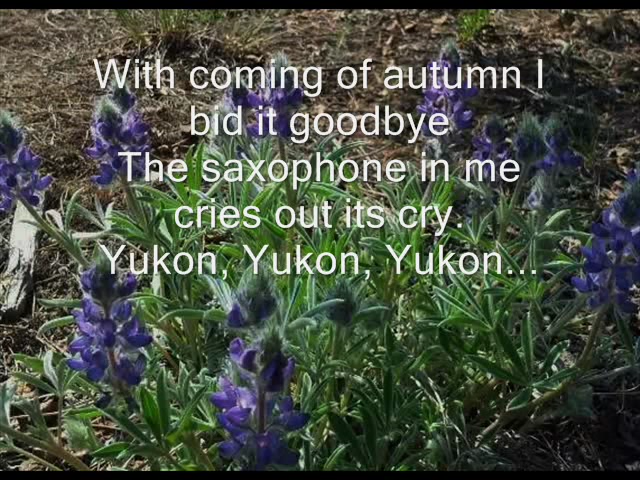 With coming of autumn I
bid it goodbye
The saxophone in me
cries out its cry.
Yukon, Yukon, Yukon...